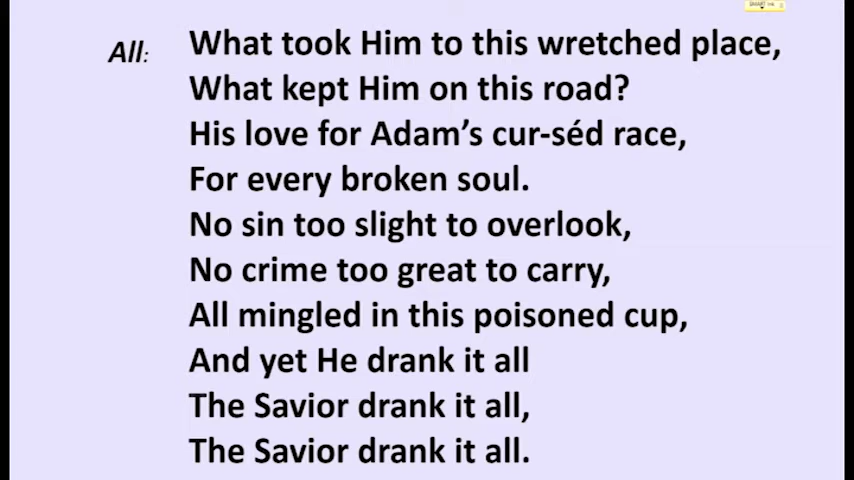 SMART Ink
All: What took Him to this wretched place,
What kept Him on this road?
His love for Adam's cur-séd race,
For every broken soul.
No sin too slight to overlook,
No crime too great to carry,
All mingled in this poisoned cup,
And yet He drank it all
The Savior drank it all,
The Savior drank it all.